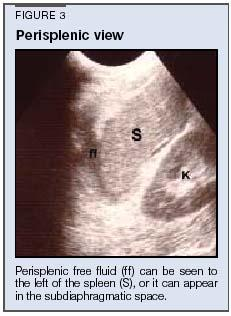 FIGURE 3
Perisplenic view
S
ff
K
Perisplenic free fluid (ff) can be seen to
the left of the spleen (S), or it can appear
in the subdiaphragmatic space.